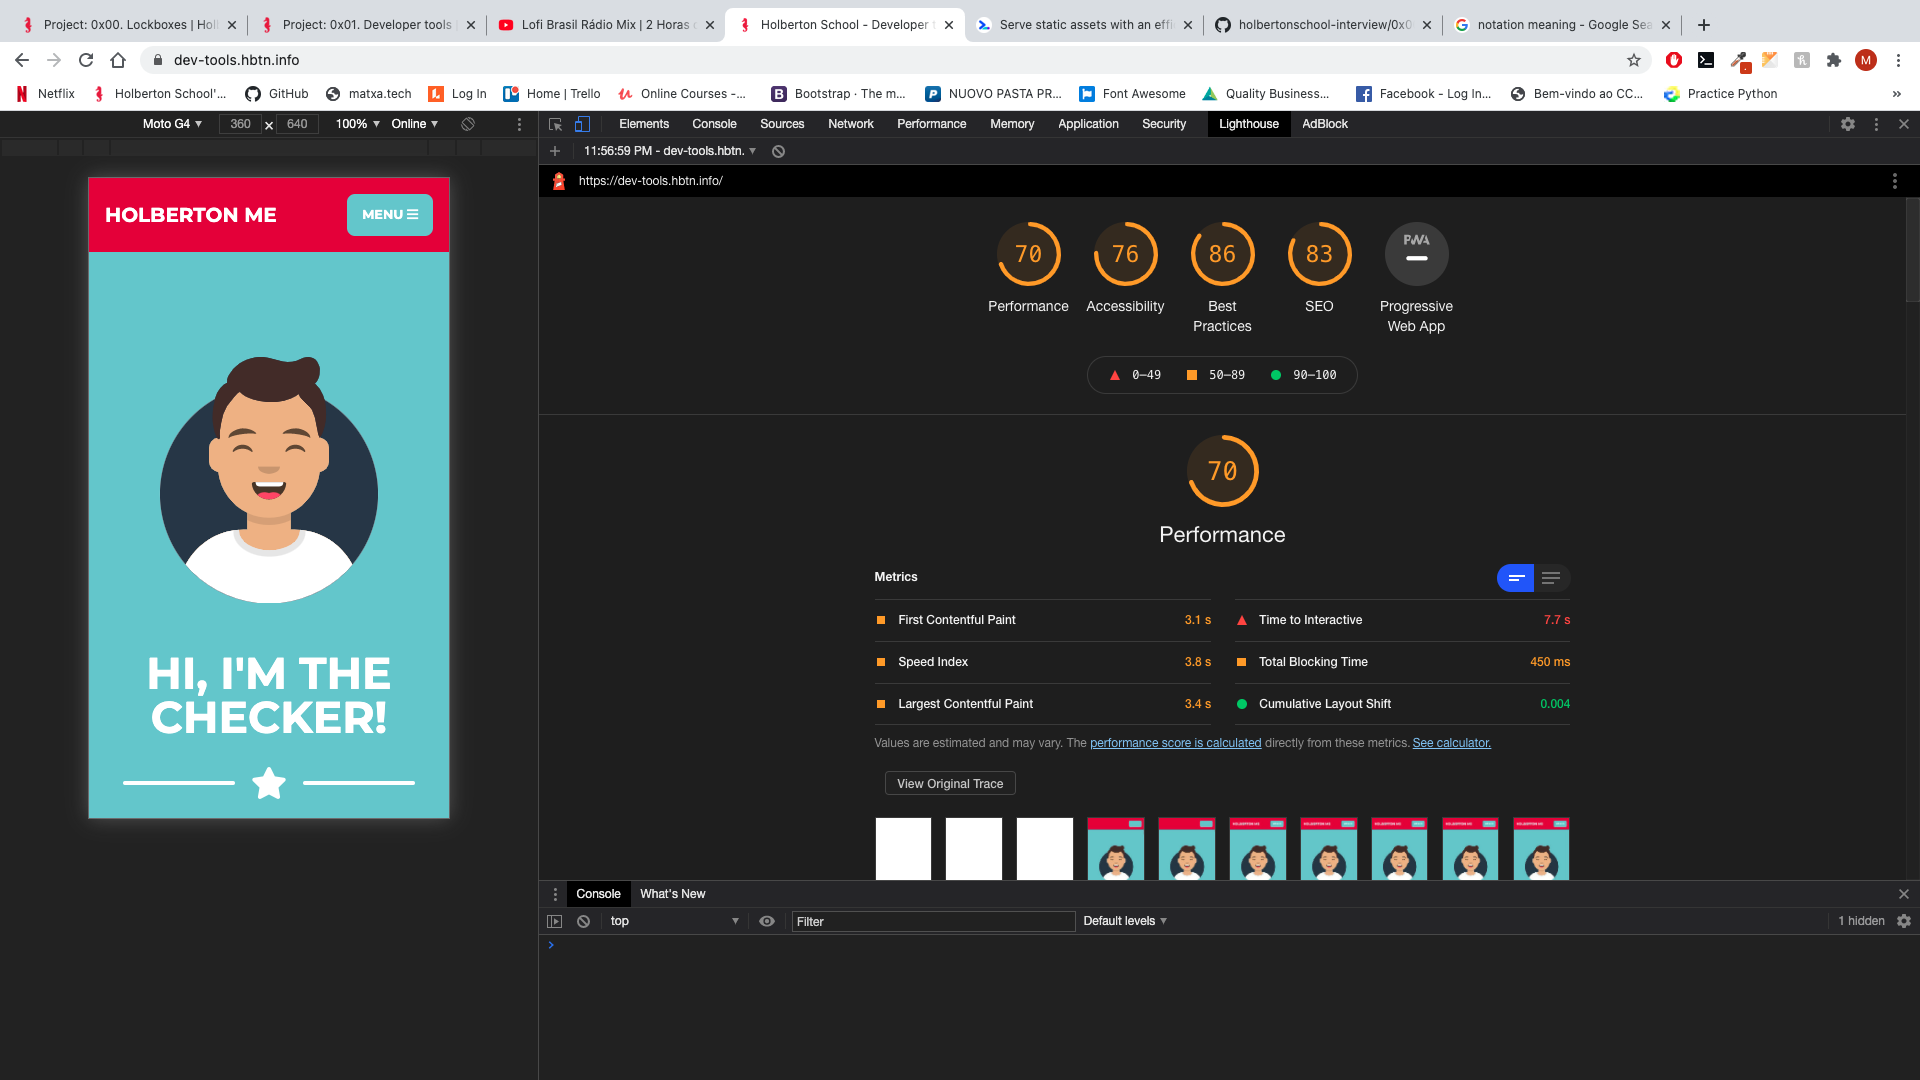 Project: 0x00. Lockboxes | Hol
Project: 0x01. Developer tools
Lofi Brasil Rádio Mix | 2 Horas
Holberton School - Developer
Serve static assets with an effi
holbertonschool-interview/0x0
notation meaning - Google Sea
dev-tools.hbtn.info
M
Netflix
Holberton School'...
GitHub
matxa.tech
Log In
Home | Trello
Online Courses -...
Bootstrap · The m...
NUOVO PASTA PR...
Font Awesome
Quality Business...
Facebook - Log In...
Bem-vindo ao CC...
Practice Python
»
Moto G4 360 × 640 100% Online
Elements Console Sources Network Performance Memory Application Security Lighthouse AdBlock
11:56:59 PM - dev-tools.hbtn.
https://dev-tools.hbtn.info/
HOLBERTON ME
MENU
HI, I'M THE
CHECKER!
70 76 86 83 PWA
Performance Accessibility Best Practices SEO Progressive Web App
0–49 50–89 90–100
70
Performance
Metrics
First Contentful Paint 3.1 s
Time to Interactive 7.7 s
Speed Index 3.8 s
Total Blocking Time 450 ms
Largest Contentful Paint 3.4 s
Cumulative Layout Shift 0.004
Values are estimated and may vary. The performance score is calculated directly from these metrics. See calculator.
View Original Trace
Console What's New
top Filter Default levels 1 hidden